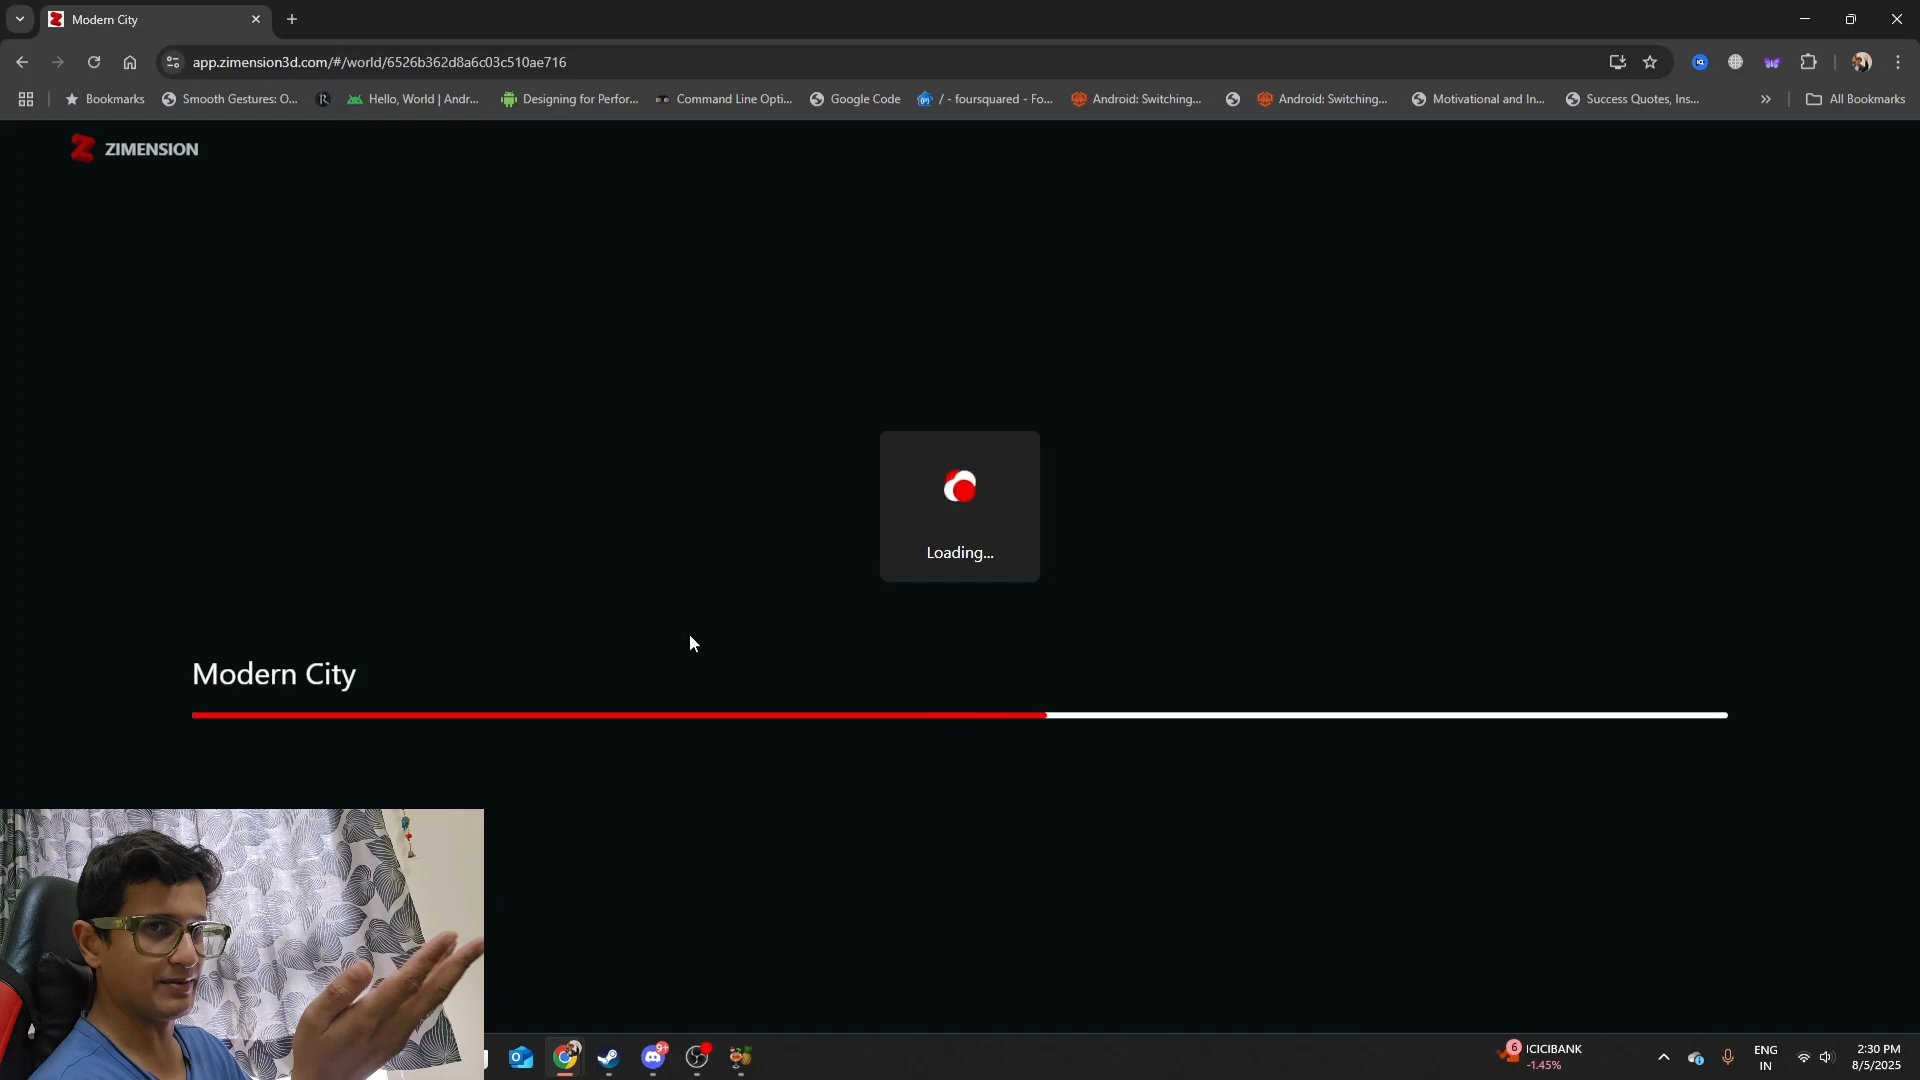 Modern City
app.zimension3d.com/#/world/6526b362d8a6c03c510ae716
Bookmarks
Smooth Gestures: O...
Hello, World | Andr...
Designing for Perfor...
Command Line Opti...
Google Code
/ - foursquared - Fo...
Android: Switching...
Android: Switching...
Motivational and In...
Success Quotes, Ins...
»
All Bookmarks
Z ZIMENSION
Loading...
Modern City
9+
6
ICICIBANK
-1.45%
ENG
IN
2:30 PM
8/5/2025